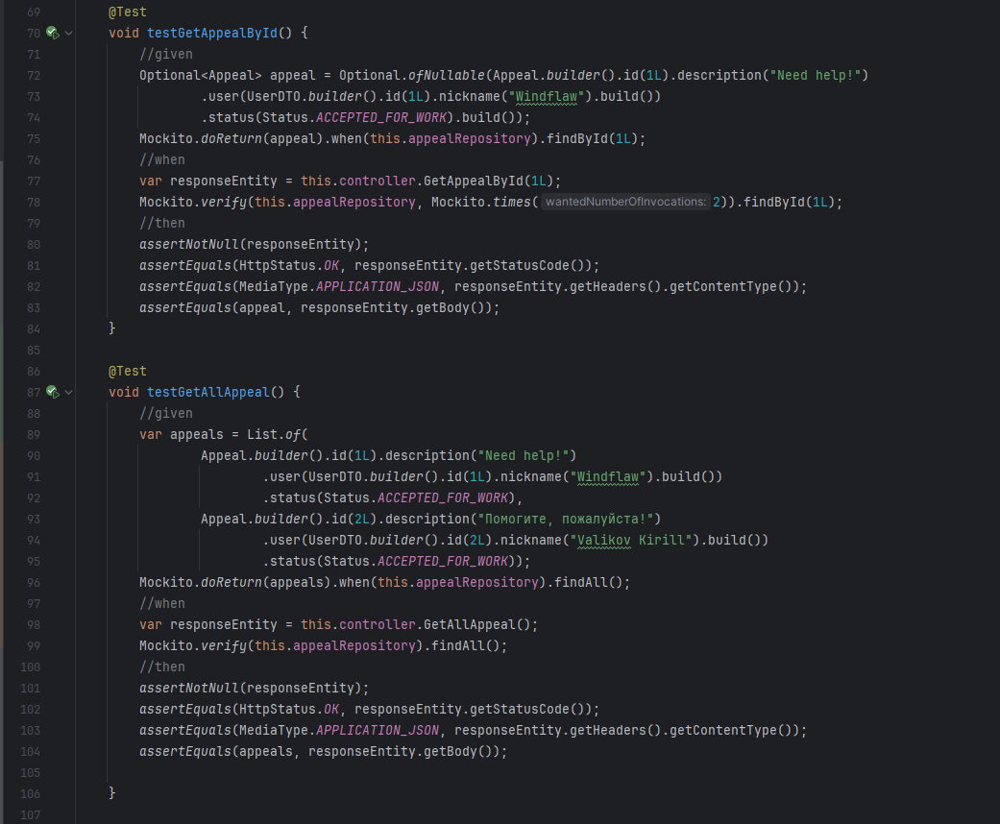 69 @Test
70 void testGetAppealById() {
71 //given
72 Optional<Appeal> appeal = Optional.ofNullable(Appeal.builder().id(1L).description("Need help!")
73 .user(UserDTO.builder().id(1L).nickname("Windflaw").build())
74 .status(Status.ACCEPTED_FOR_WORK).build());
75 Mockito.doReturn(appeal).when(this.appealRepository).findById(1L);
76 //when
77 var responseEntity = this.controller.GetAppealById(1L);
78 Mockito.verify(this.appealRepository, Mockito.times( wantedNumberOfInvocations: 2)).findById(1L);
79 //then
80 assertNotNull(responseEntity);
81 assertEquals(HttpStatus.OK, responseEntity.getStatusCode());
82 assertEquals(MediaType.APPLICATION_JSON, responseEntity.getHeaders().getContentType());
83 assertEquals(appeal, responseEntity.getBody());
84 }
85
86 @Test
87 void testGetAllAppeal() {
88 //given
89 var appeals = List.of(
90 Appeal.builder().id(1L).description("Need help!")
91 .user(UserDTO.builder().id(1L).nickname("Windflaw").build())
92 .status(Status.ACCEPTED_FOR_WORK),
93 Appeal.builder().id(2L).description("Помогите, пожалуйста!")
94 .user(UserDTO.builder().id(2L).nickname("Valikov Kirill").build())
95 .status(Status.ACCEPTED_FOR_WORK));
96 Mockito.doReturn(appeals).when(this.appealRepository).findAll();
97 //when
98 var responseEntity = this.controller.GetAllAppeal();
99 Mockito.verify(this.appealRepository).findAll();
100 //then
101 assertNotNull(responseEntity);
102 assertEquals(HttpStatus.OK, responseEntity.getStatusCode());
103 assertEquals(MediaType.APPLICATION_JSON, responseEntity.getHeaders().getContentType());
104 assertEquals(appeals, responseEntity.getBody());
105
106 }
107